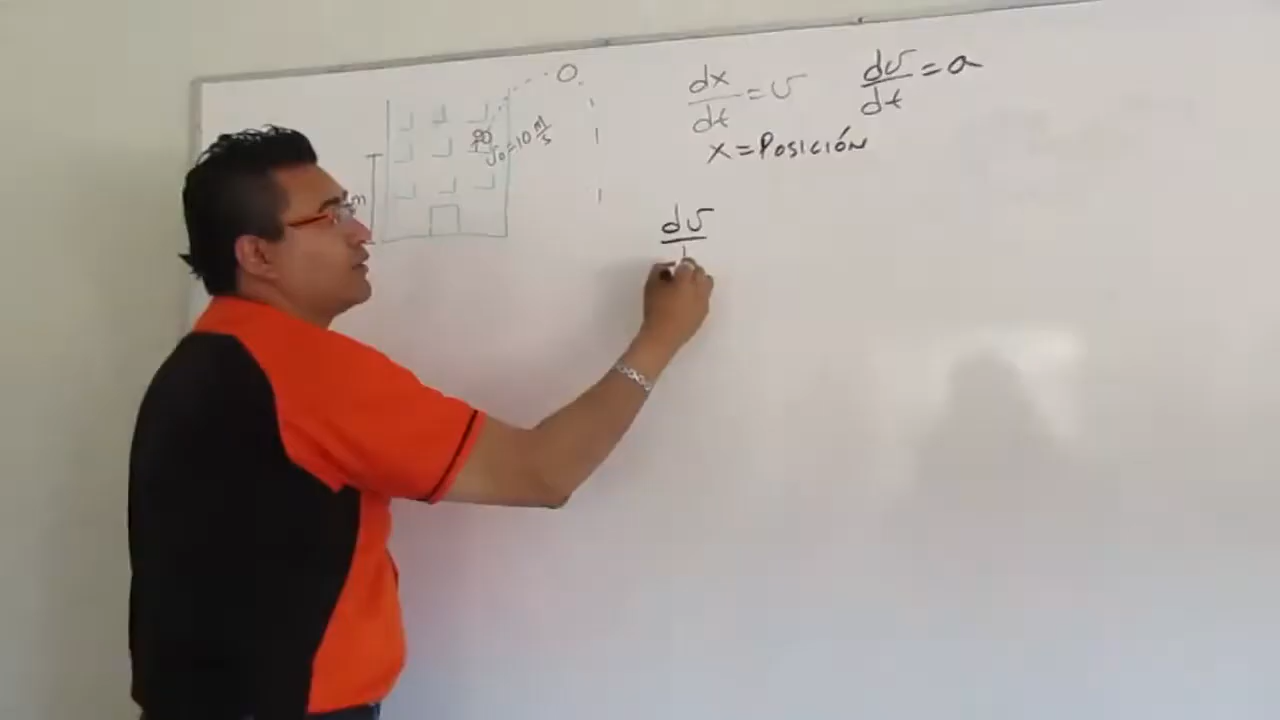 dx/dt = v
dv/dt = a
x = Posición
v₀ = 10 m/s
m
dv